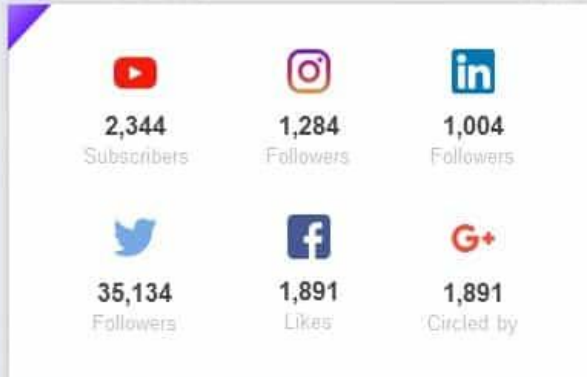 in
2,344 1,284 1,004
Subscribers Followers Followers
f G+
35,134 1,891 1,891
Followers Likes Circled by